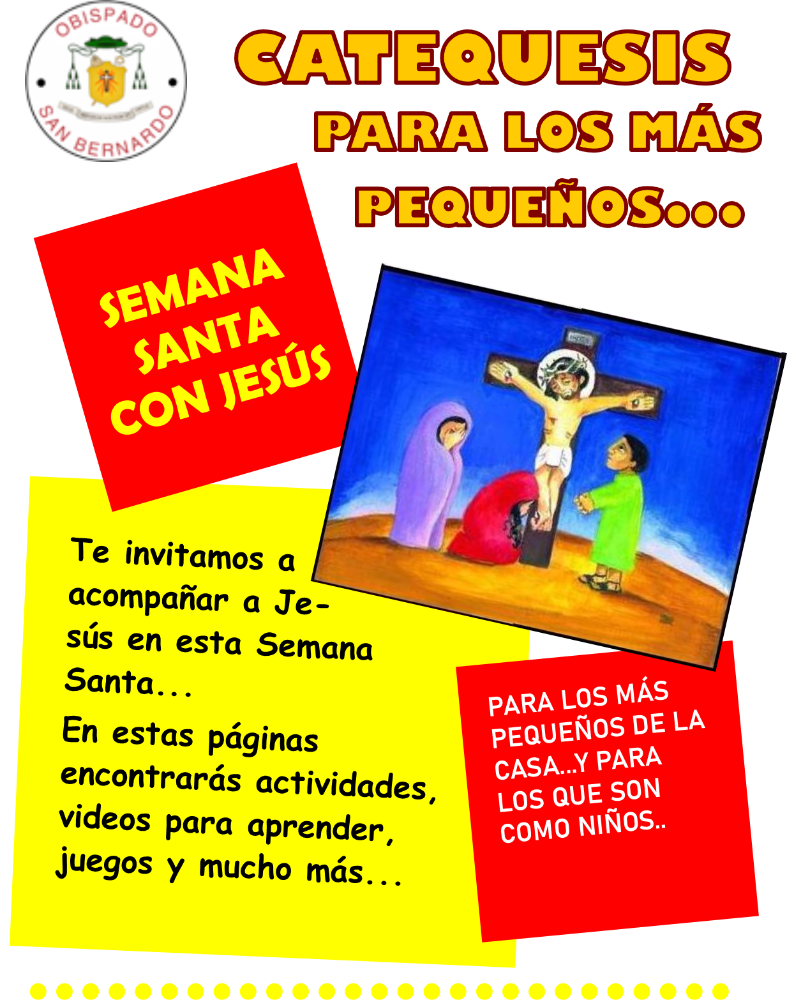 OBISPADO
SAN BERNARDO
CATEQUESIS
PARA LOS MÁS
PEQUEÑOS...
SEMANA
SANTA
CON JESÚS
Te invitamos a
acompañar a Je-
sús en esta Semana
Santa...
En estas páginas
encontrarás actividades,
videos para aprender,
juegos y mucho más...
PARA LOS MÁS
PEQUEÑOS DE LA
CASA...Y PARA
LOS QUE SON
COMO NIÑOS..